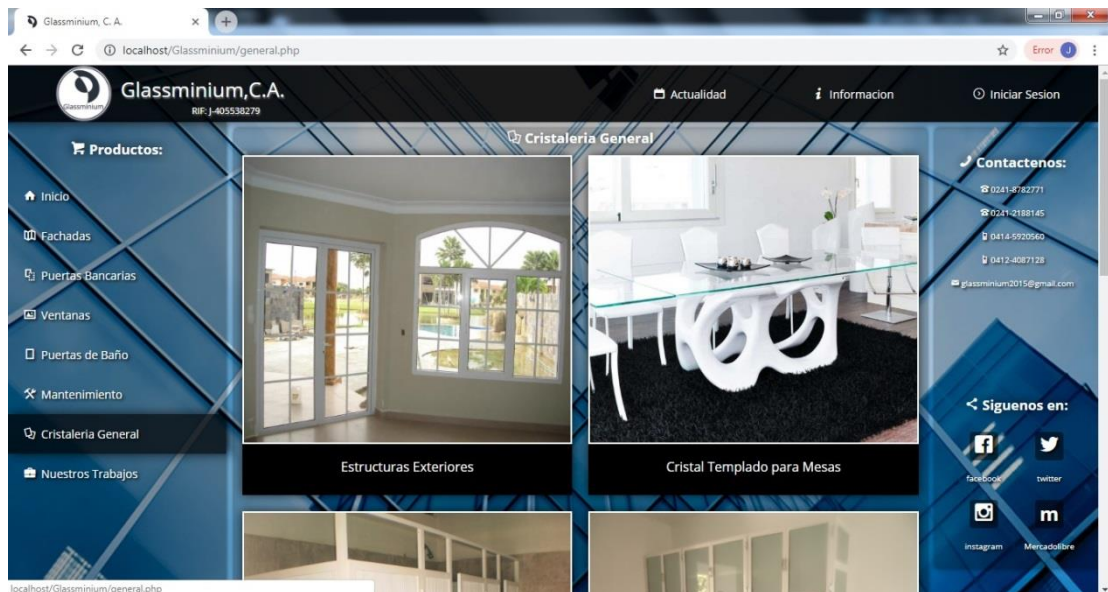 Glassminium, C. A.
localhost/Glassminium/general.php
Error J
Glassminium
Glassminium,C.A.
RIF: J-405538279
Actualidad
Informacion
Iniciar Sesion
Productos:
Inicio
Fachadas
Puertas Bancarias
Ventanas
Puertas de Baño
Mantenimiento
Cristaleria General
Nuestros Trabajos
Cristaleria General
Estructuras Exteriores
Cristal Templado para Mesas
Contactenos:
0241-8782771
0241-2188145
0414-5920560
0412-4087128
glassminium2015@gmail.com
Siguenos en:
facebook
twitter
instagram
Mercadolibre
localhost/Glassminium/general.php